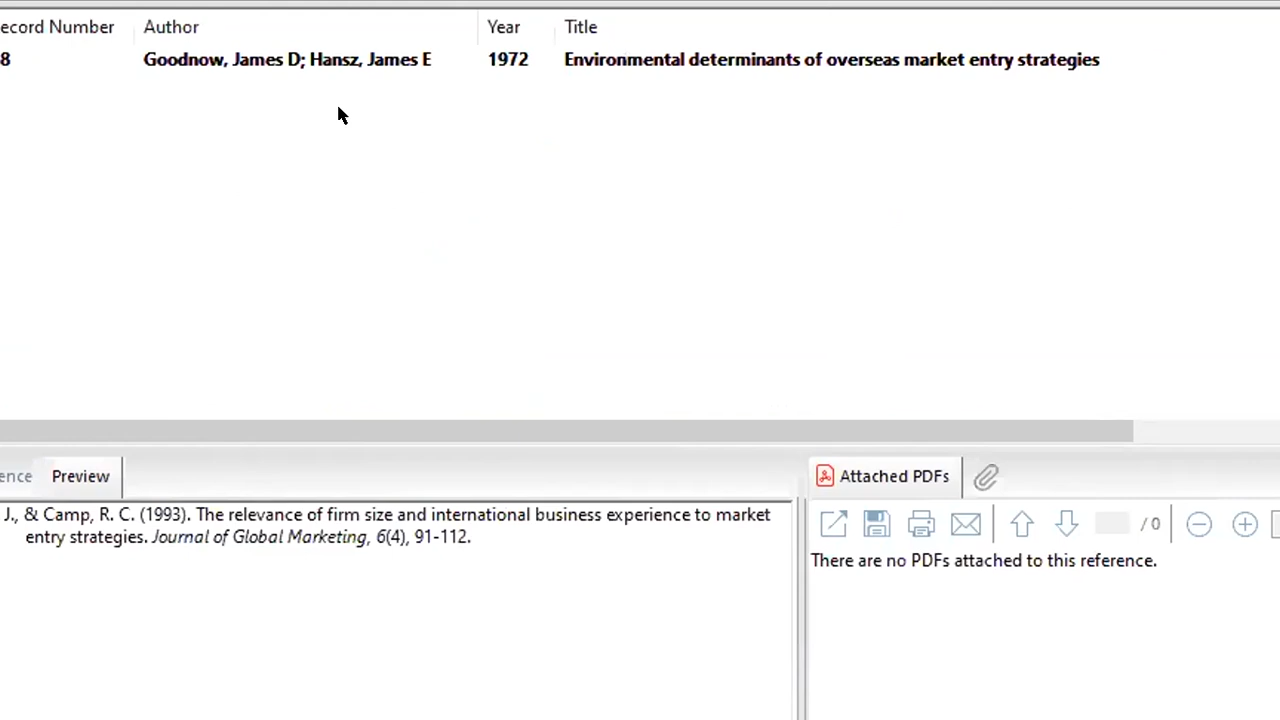 ecord Number Author Year Title
8 Goodnow, James D; Hansz, James E 1972 Environmental determinants of overseas market entry strategies
ence Preview Attached PDFs
J., & Camp, R. C. (1993). The relevance of firm size and international business experience to market
entry strategies. Journal of Global Marketing, 6(4), 91-112.
/ 0
There are no PDFs attached to this reference.